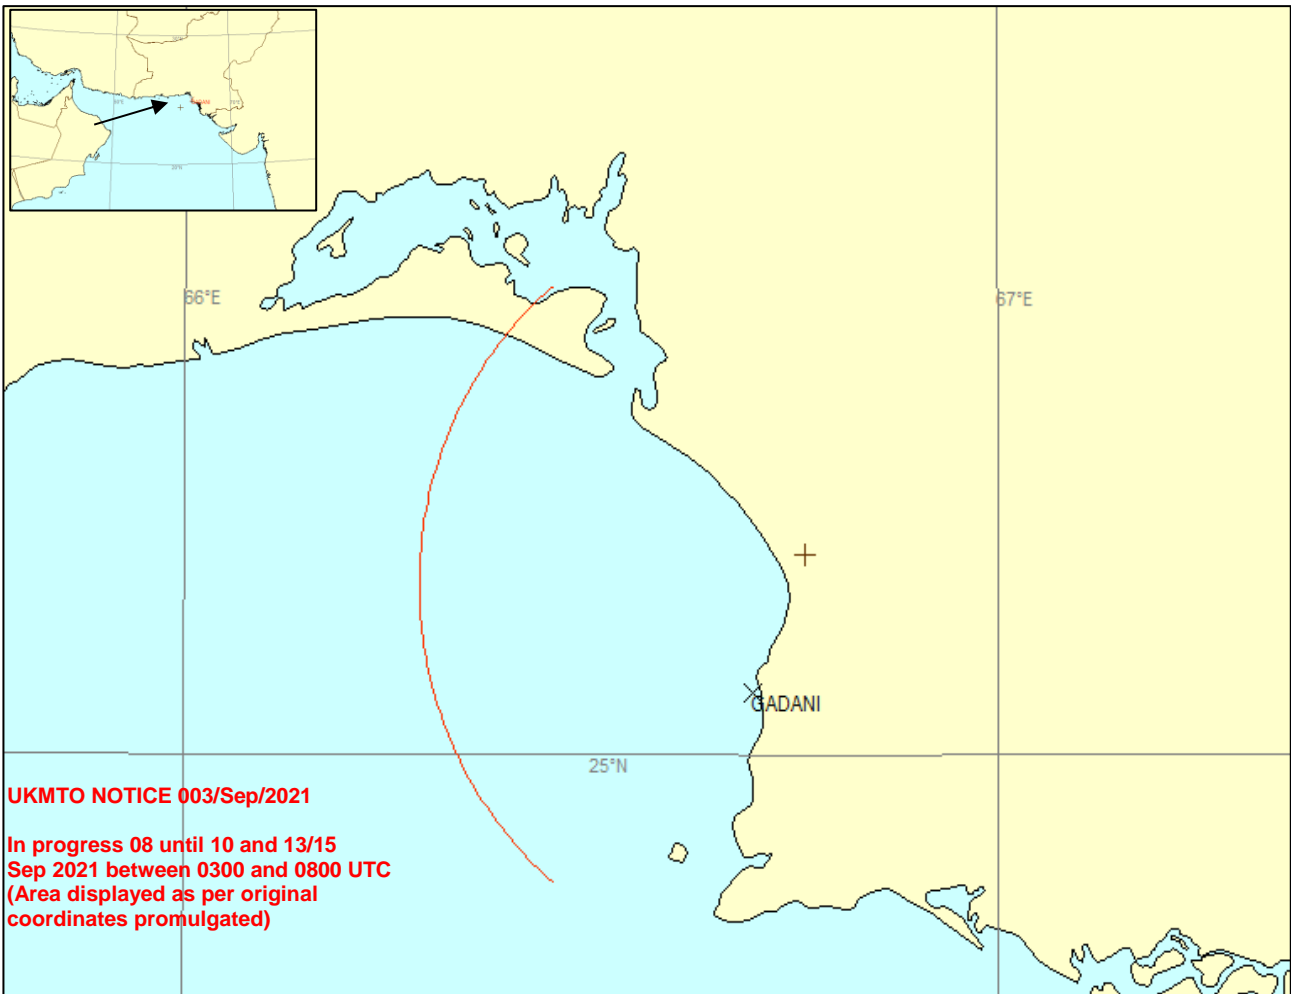 GADANI
66°E
67°E
GADANI
25°N
UKMTO NOTICE 003/Sep/2021
In progress 08 until 10 and 13/15
Sep 2021 between 0300 and 0800 UTC
(Area displayed as per original
coordinates promulgated)